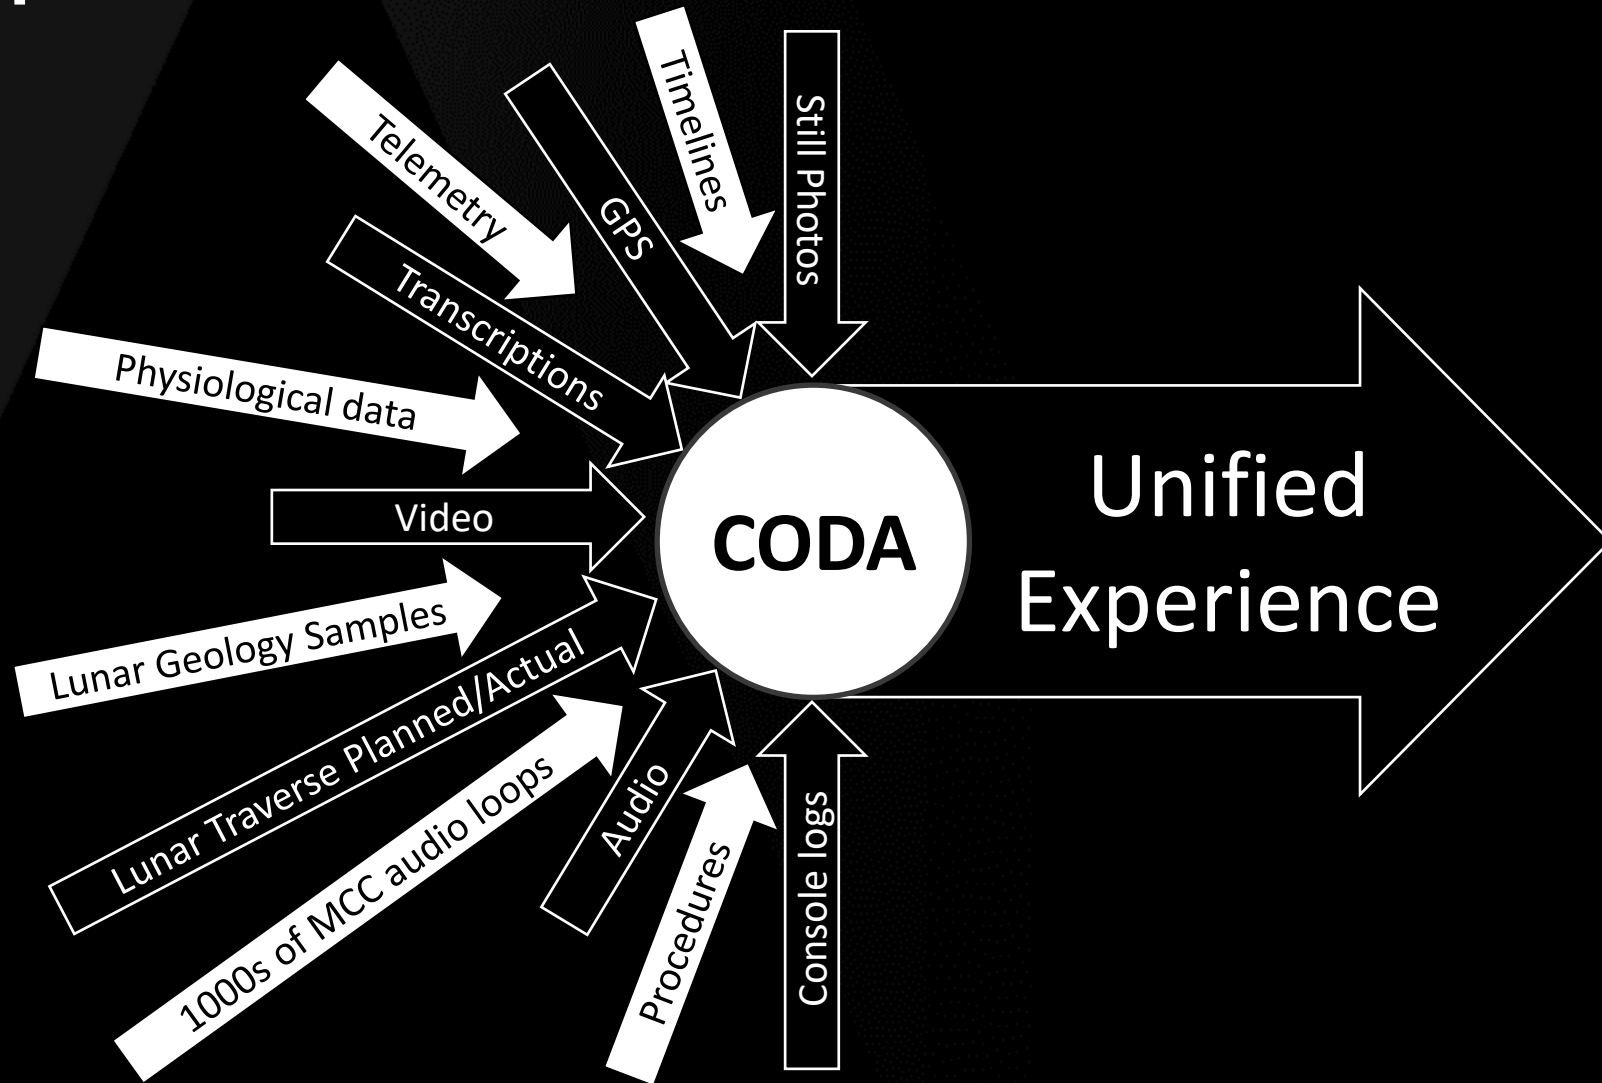 Timelines
Still Photos
Telemetry
GPS
Transcriptions
Physiological data
Video
Lunar Geology Samples
Lunar Traverse Planned/Actual
1000s of MCC audio loops
Audio
Procedures
Console logs
CODA
Unified
Experience